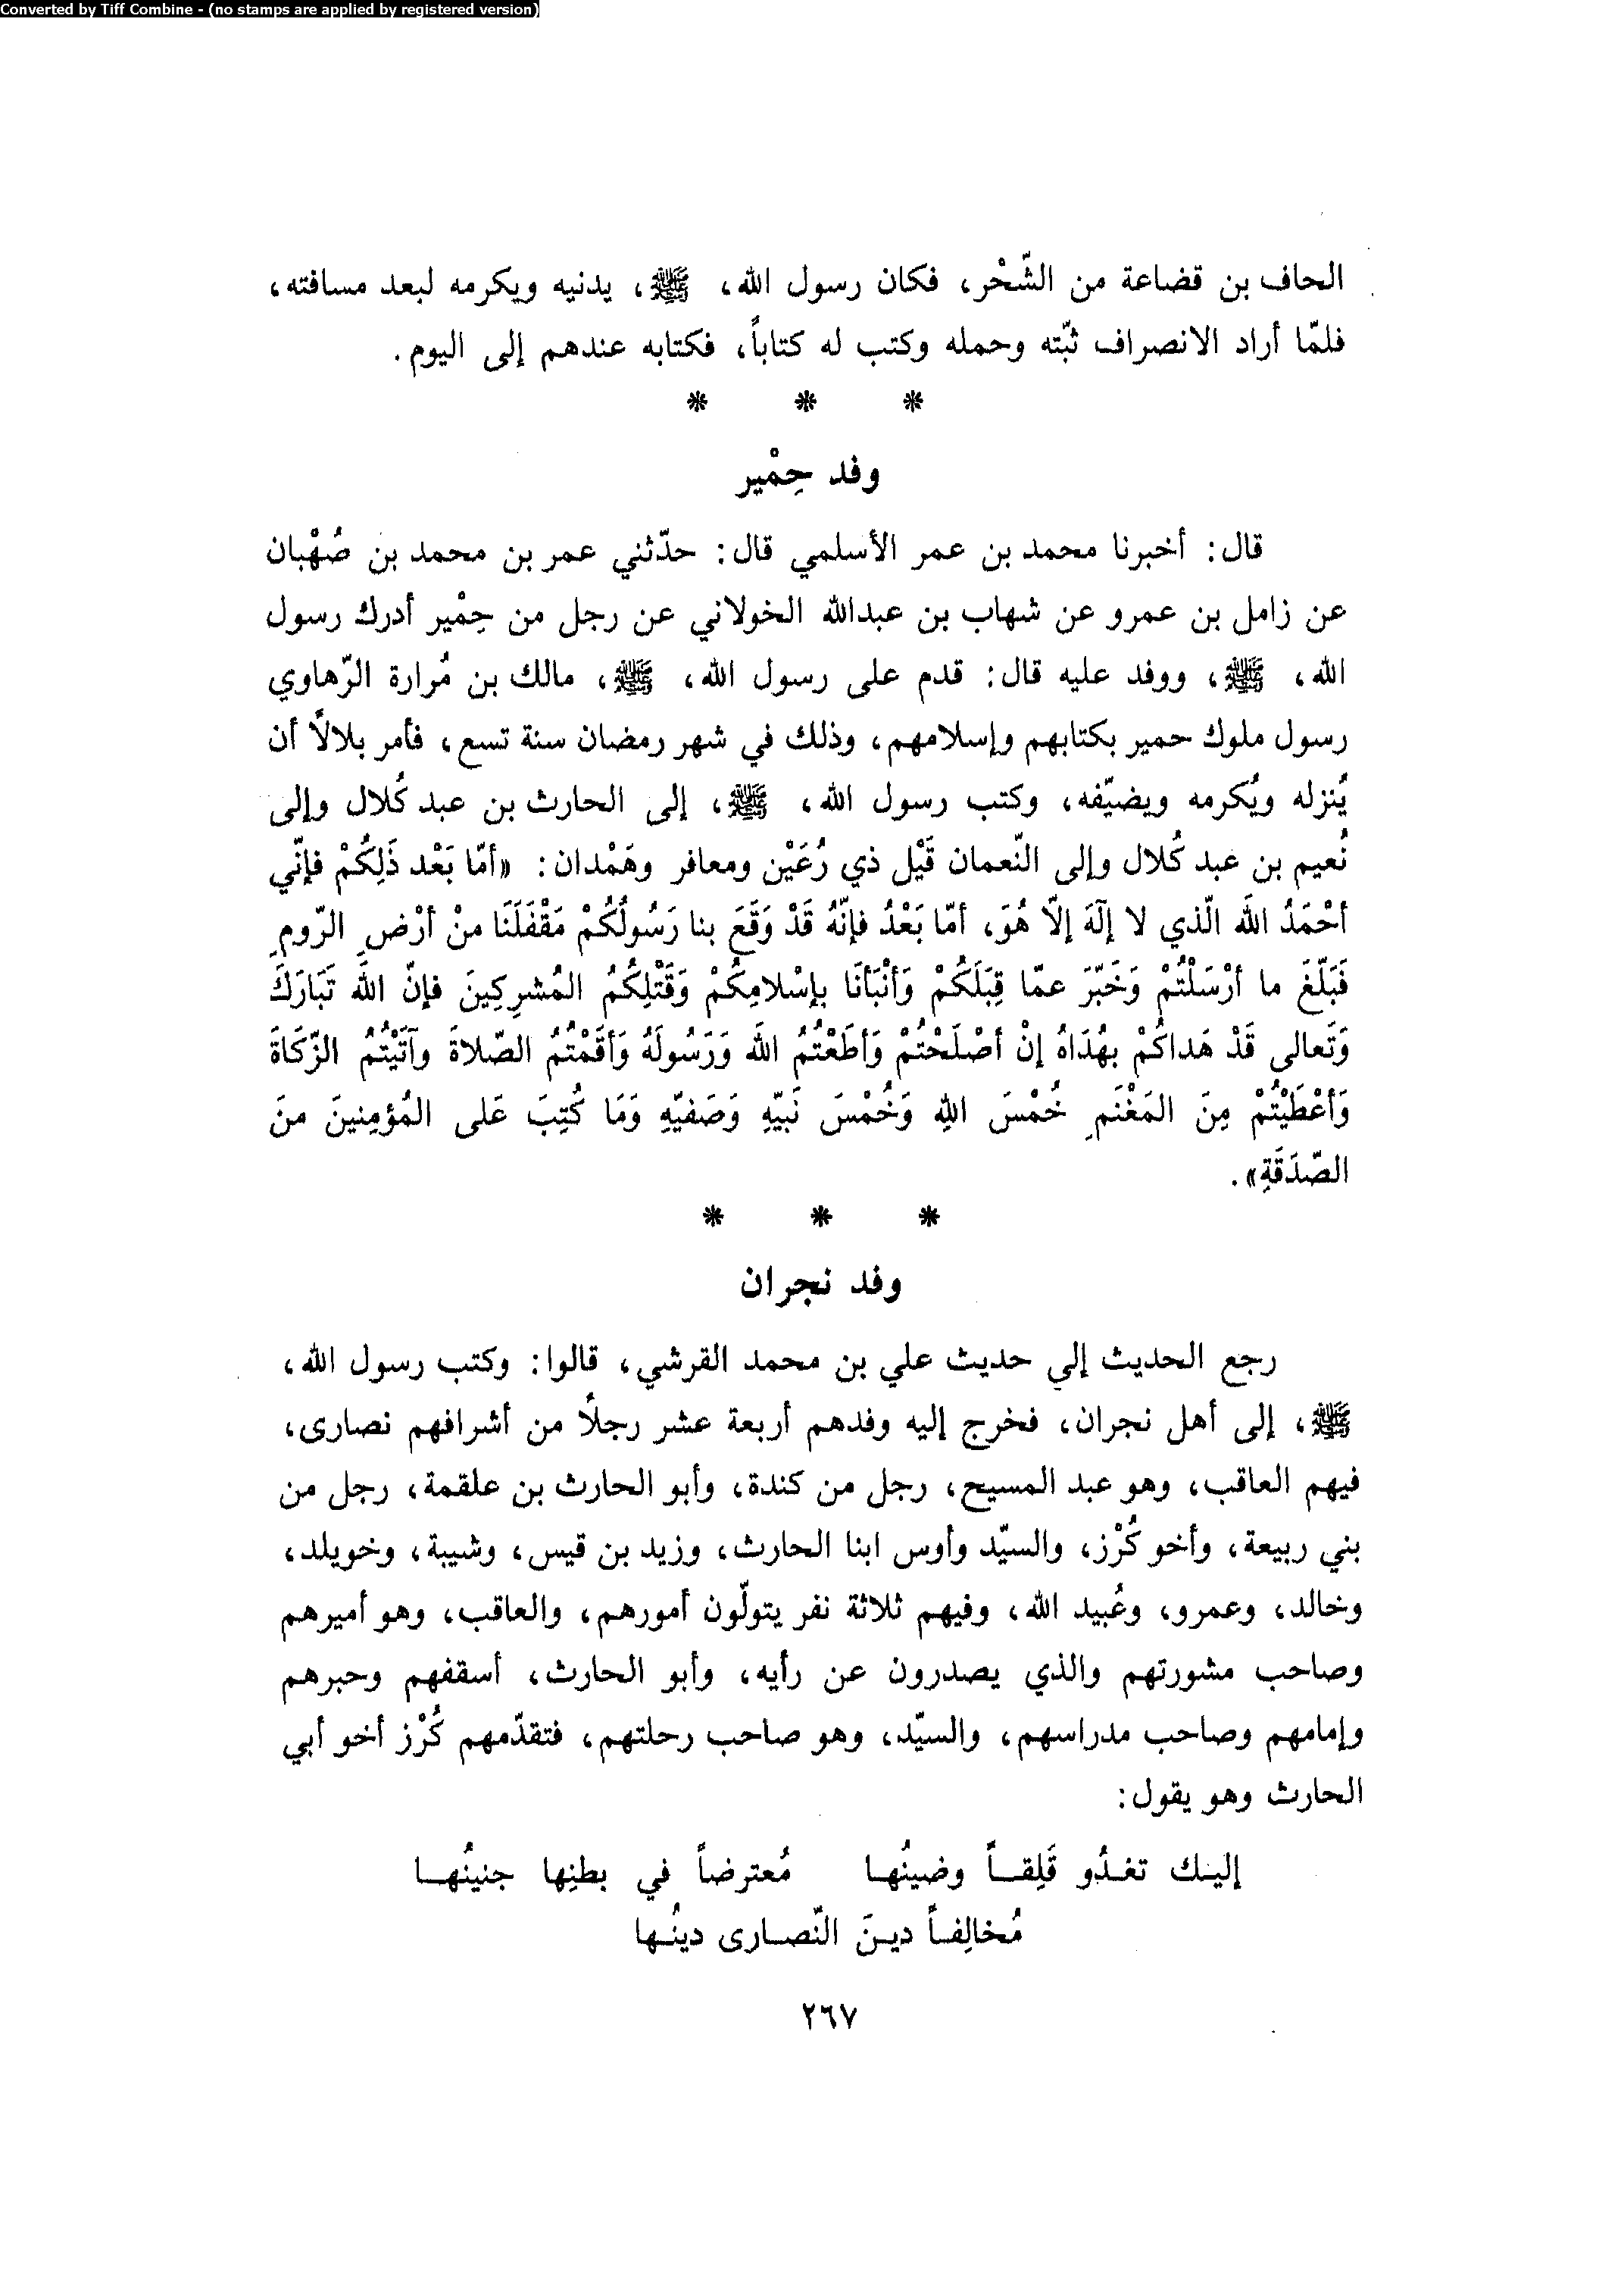 Converted by Tiff Combine - (no stamps are applied by registered version)
الحاف بن قضاعة من الشّحْر، فكان رسول الله، ﷺ، يدنيه ويكرمه لبعد مسافته،
فلمّا أراد الانصراف ثبّته وحمله وكتب له كتاباً، فكتابه عندهم إلى اليوم.
* * *
وفد حِمْير
قال: أخبرنا محمد بن عمر الأسلمي قال: حدّثني عمر بن محمد بن صُهْبان
عن زامل بن عمرو عن شهاب بن عبدالله الخولاني عن رجل من حِمْير أدرك رسول
الله، ﷺ، ووفد عليه قال: قدم على رسول الله، ﷺ، مالك بن مُرارة الرّهاوي
رسول ملوك حمير بكتابهم وإسلامهم، وذلك في شهر رمضان سنة تسع، فأمر بلالًا أن
يُنزله ويُكرمه ويضيّفه، وكتب رسول الله، ﷺ، إلى الحارث بن عبد كُلال وإلى
نُعيم بن عبد كُلال وإلى النّعمان قَيْل ذي رُعَيْن ومعافر وهَمْدان: «أمّا بَعْد ذَلِكُمْ فإنّي
أحْمَدُ الله الّذي لا إلَهَ إلاّ هُوَ، أمّا بَعْدُ فإنّهُ قَدْ وَقَعَ بنا رَسُولُكُمْ مَقْفَلَنَا منْ أرْضِ الرّومِ
فَبَلّغَ ما أرْسَلْتُمْ وَخَبّرَ عمّا قِبَلَكُمْ وَأنْبَأنَا بإسْلامِكُمْ وَقَتْلِكُمُ المُشرِكِينَ فإنّ الله تَبَارَكَ
وَتَعالى قَدْ هَداكُمْ بهُدَاهُ إنْ أصْلَحْتُمْ وَأطَعْتُمُ الله وَرَسُولَهُ وَأقَمْتُمُ الصّلاةَ وآتَيْتُمُ الزّكَاةَ
وَأعْطَيْتُمْ مِنَ المَغْنَمِ خُمْسَ اللهِ وَخُمْسَ نَبيّهِ وَصَفيّهِ وَمَا كُتِبَ عَلى المُؤمِنينَ منَ
الصّدَقَةِ».
* * *
وفد نجران
رجع الحديث إلي حديث علي بن محمد القرشي، قالوا: وكتب رسول الله،
ﷺ، إلى أهل نجران، فخرج إليه وفدهم أربعة عشر رجلًا من أشرافهم نصارى،
فيهم العاقب، وهو عبد المسيح، رجل من كندة، وأبو الحارث بن علقمة، رجل من
بني ربيعة، وأخو كُرْز، والسيّد وأوس ابنا الحارث، وزيد بن قيس، وشيبة، وخويلد،
وخالد، وعمرو، وعُبيد الله، وفيهم ثلاثة نفر يتولّون أمورهم، والعاقب، وهو أميرهم
وصاحب مشورتهم والذي يصدرون عن رأيه، وأبو الحارث، أسقفهم وحبرهم
وإمامهم وصاحب مدراسهم، والسيّد، وهو صاحب رحلتهم، فتقدّمهم كُرْز أخو أبي
الحارث وهو يقول:
إليـك تغـدُو قَلِقـاً وضينُهـا مُعترضاً في بطنِها جنينُهـا
مُخالِفـاً ديـنَ النّصـارى دينُـها
٢٦٧